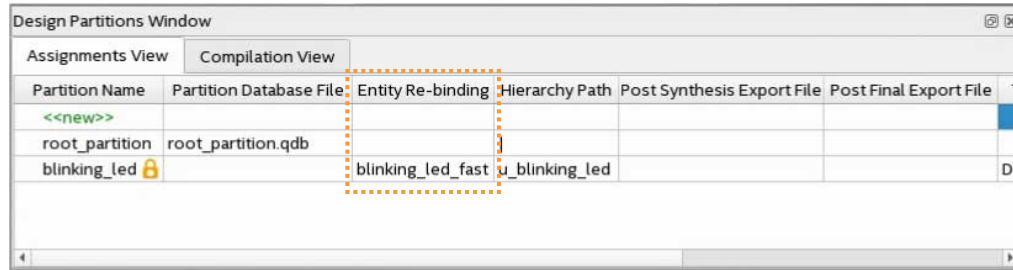 Design Partitions Window
Assignments View Compilation View
Partition Name Partition Database File Entity Re-binding Hierarchy Path Post Synthesis Export File Post Final Export File
<<new>>
root_partition root_partition.qdb |
blinking_led blinking_led_fast u_blinking_led